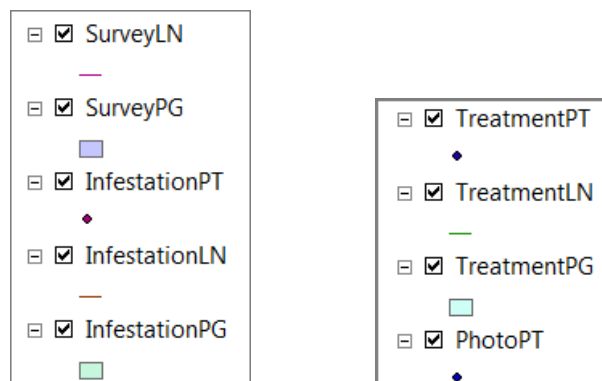 SurveyLN
SurveyPG
InfestationPT
InfestationLN
InfestationPG
TreatmentPT
TreatmentLN
TreatmentPG
PhotoPT